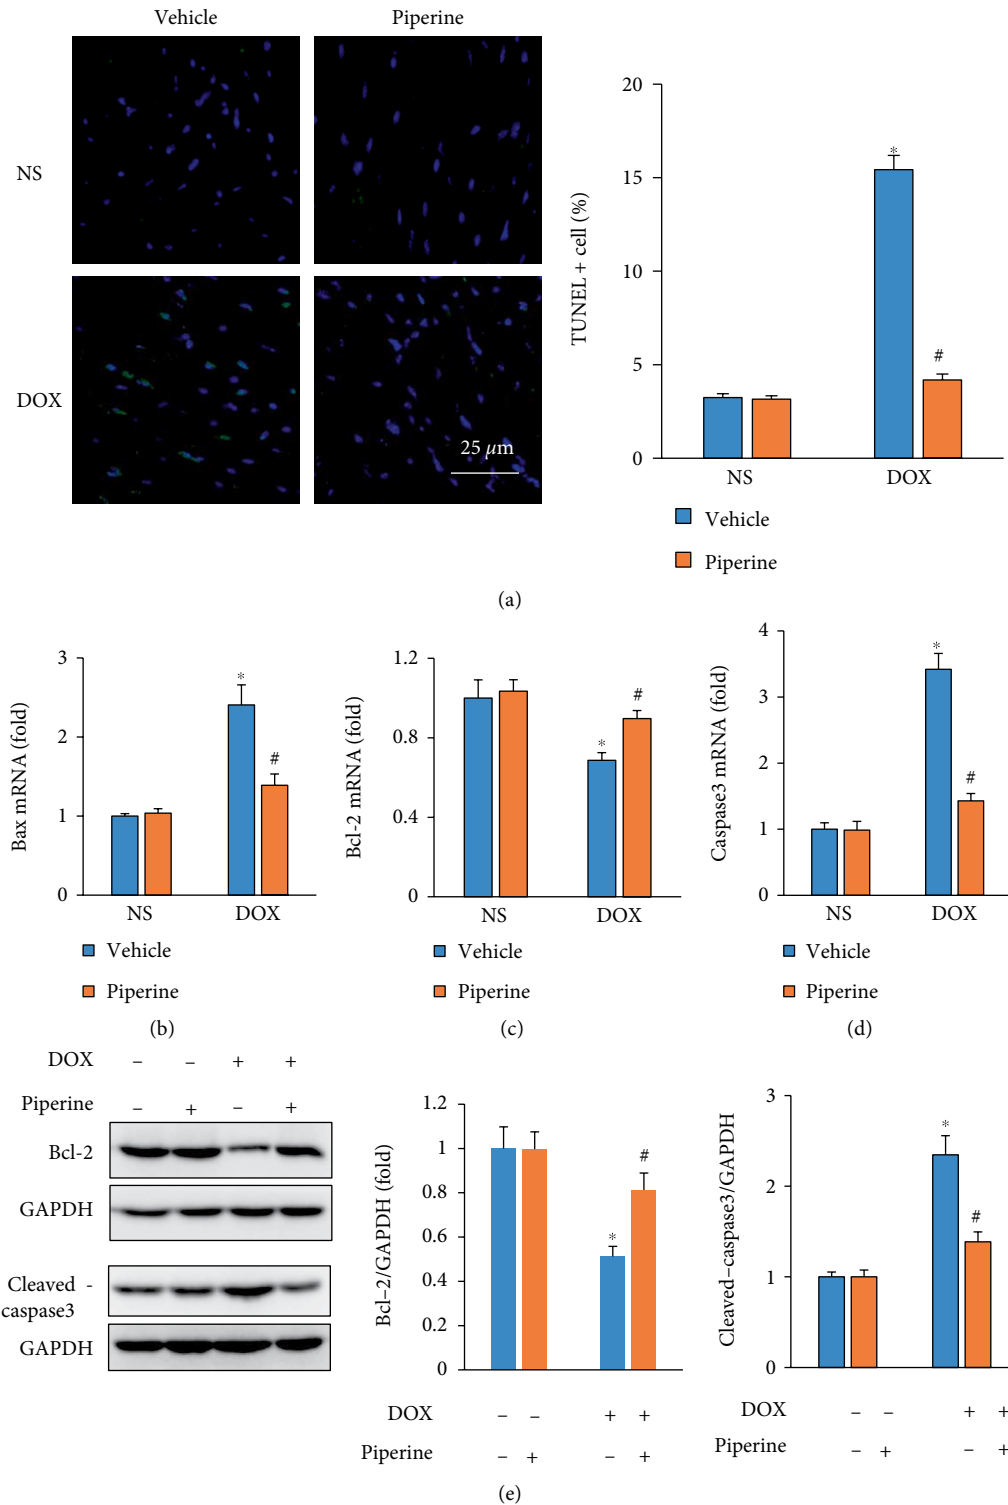 Vehicle Piperine
NS
DOX
25 μm
20
15
10
5
0
TUNEL + cell (%)
*
#
NS DOX
Vehicle
Piperine
(a)
3
2
1
0
Bax mRNA (fold)
*
#
NS DOX
Vehicle
Piperine
(b)
1.2
0.8
0.4
0
Bcl-2 mRNA (fold)
*
#
NS DOX
Vehicle
Piperine
(c)
4
3
2
1
0
Caspase3 mRNA (fold)
*
#
NS DOX
Vehicle
Piperine
(d)
DOX – – + +
Piperine – + – +
Bcl-2
GAPDH
Cleaved -
caspase3
GAPDH
1.2
1
0.8
0.6
0.4
0.2
0
Bcl–2/GAPDH (fold)
*
#
DOX – – + +
Piperine – + – +
3
2
1
0
Cleaved–caspase3/GAPDH
*
#
DOX – – + +
Piperine – + – +
(e)